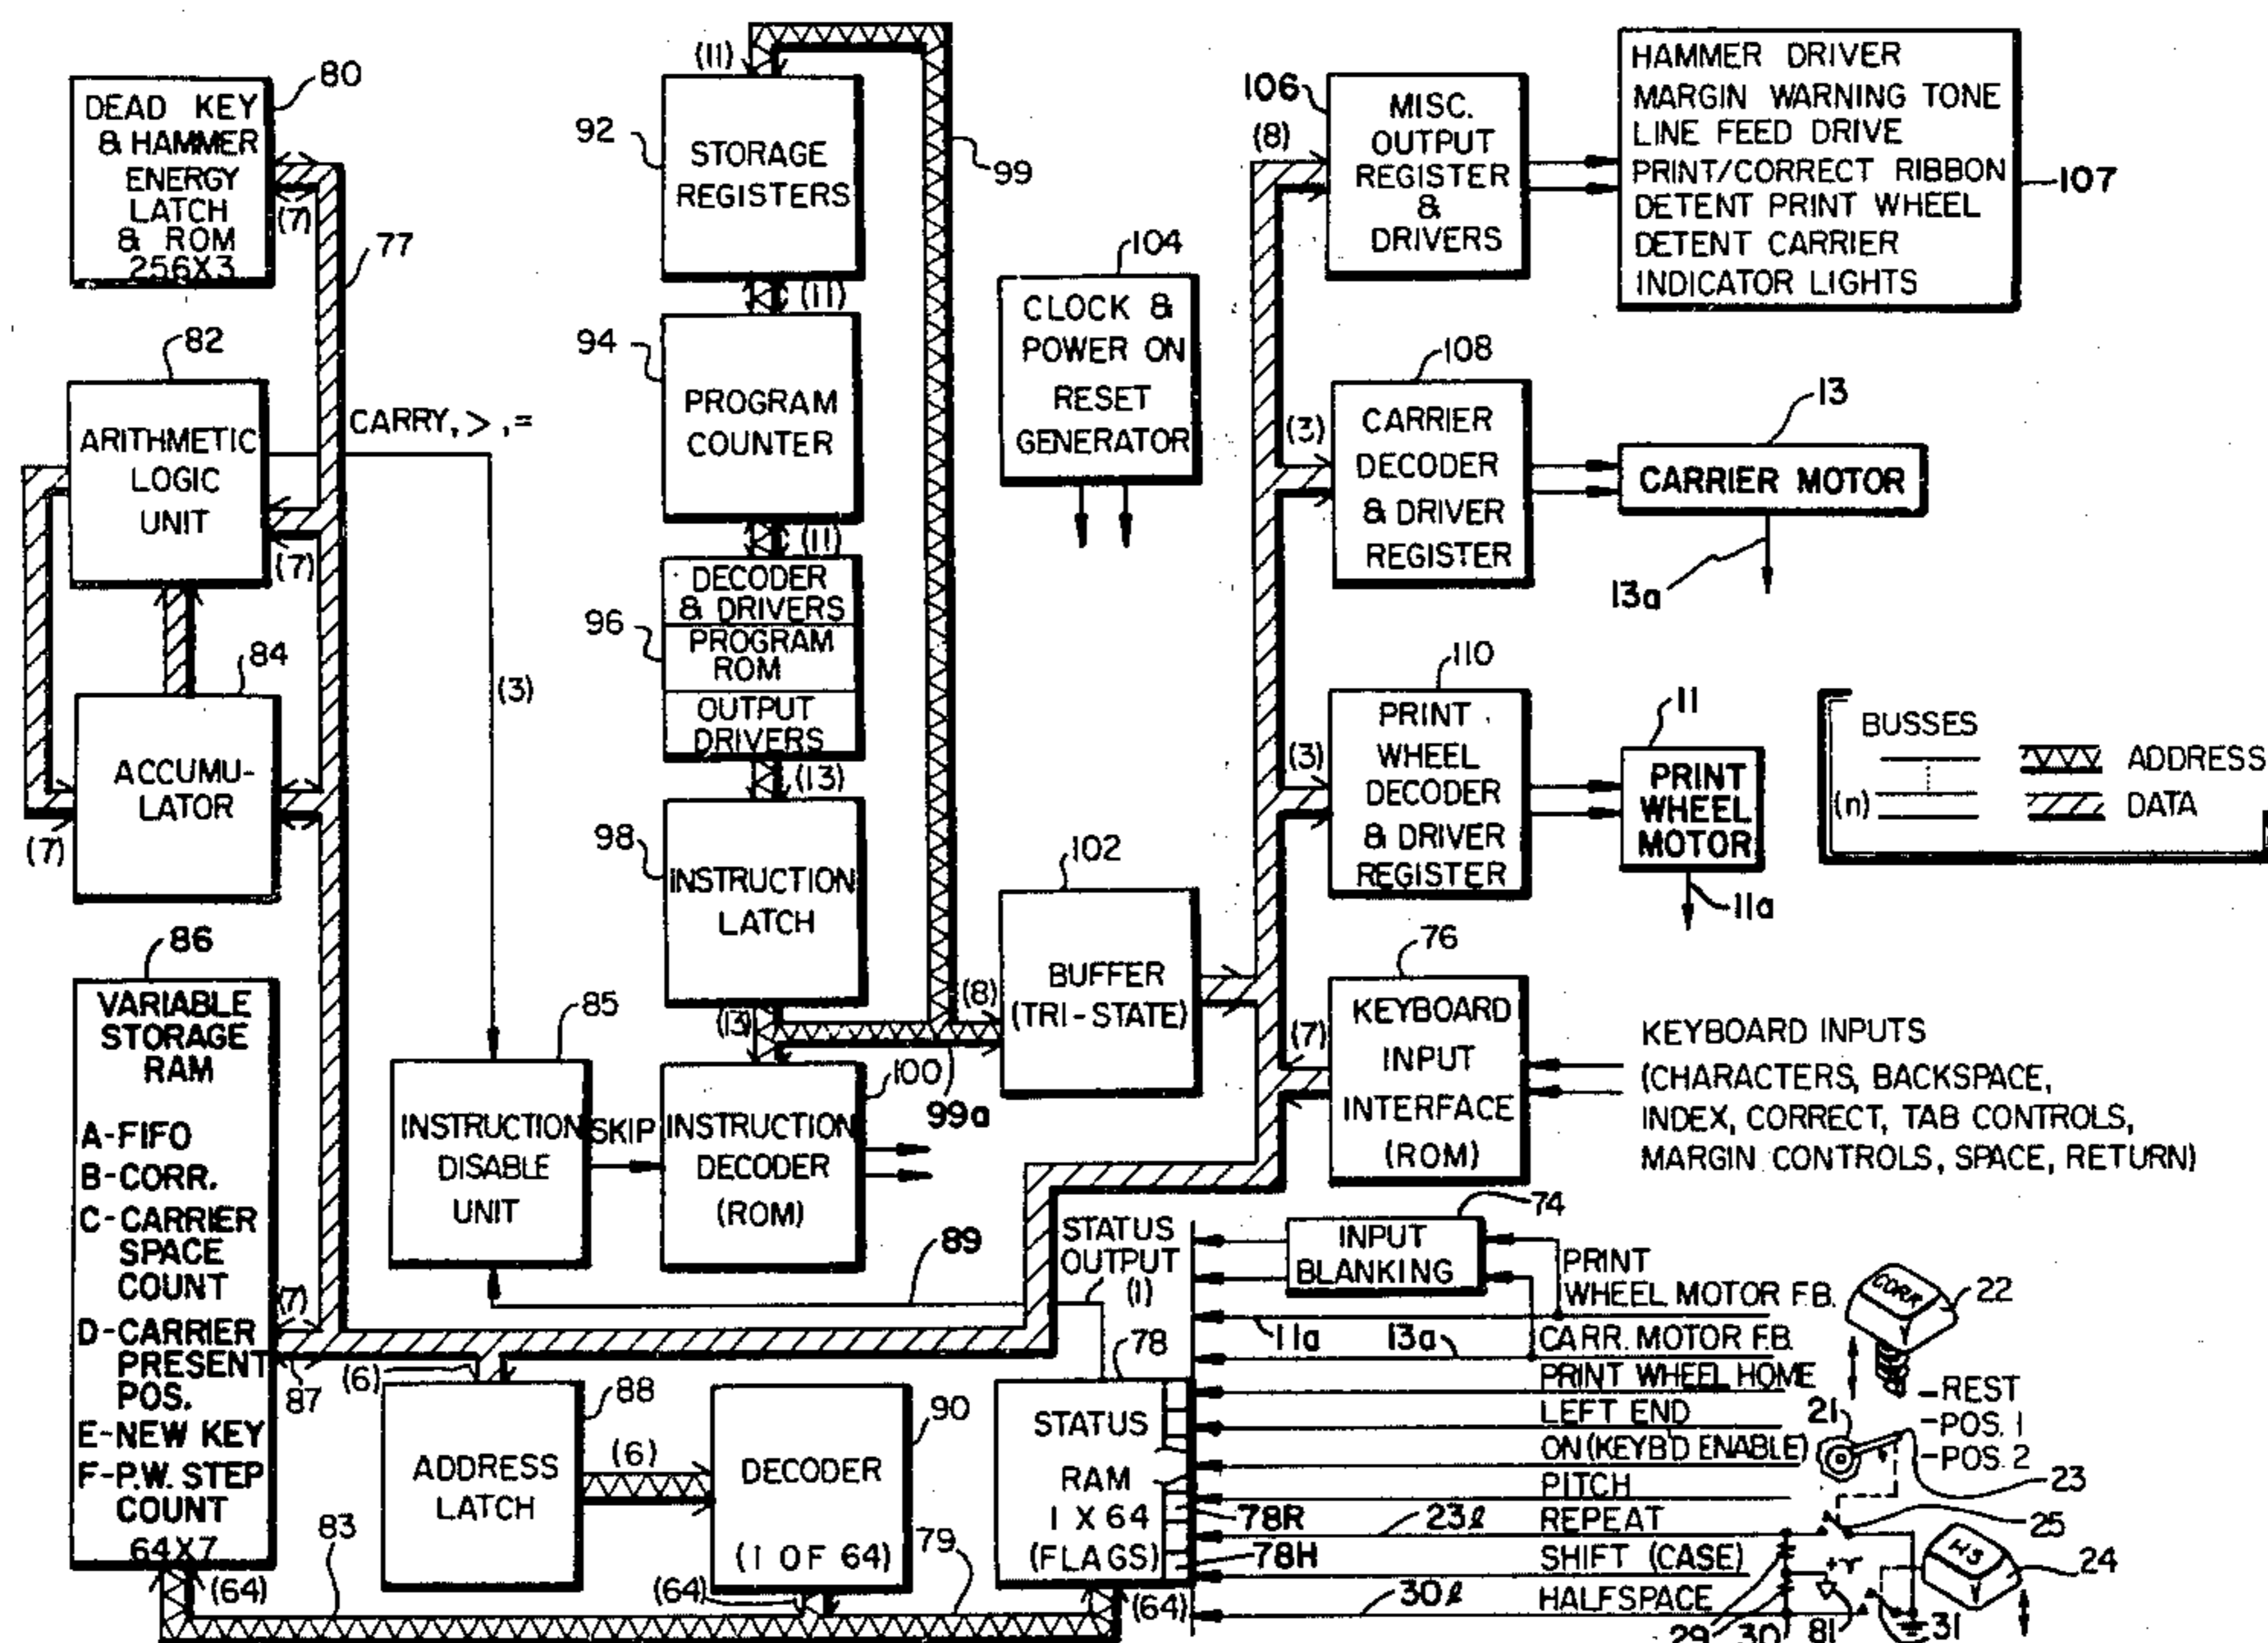 80
DEAD KEY
& HAMMER
ENERGY
LATCH
& ROM
256X3
(7)
77
82
ARITHMETIC
LOGIC
UNIT
(7)
CARRY, >, =
(3)
84
ACCUMU-
LATOR
(7)
86
VARIABLE
STORAGE
RAM
A-FIFO
B-CORR.
C-CARRIER
SPACE
COUNT
D-CARRIER
PRESENT
POS.
E-NEW KEY
F-P.W. STEP
COUNT
64X7
(7)
87
(64)
83
(11)
92
STORAGE
REGISTERS
99
(11)
94
PROGRAM
COUNTER
(11)
96
DECODER
& DRIVERS
PROGRAM
ROM
OUTPUT
DRIVERS
(13)
98
INSTRUCTION
LATCH
(13)
(8)
85
INSTRUCTION
DISABLE
UNIT
SKIP
100
INSTRUCTION
DECODER
(ROM)
99a
89
(6)
88
ADDRESS
LATCH
(6)
90
DECODER
(1 OF 64)
(64)
79
104
CLOCK &
POWER ON
RESET
GENERATOR
102
BUFFER
(TRI-STATE)
106
(8)
MISC.
OUTPUT
REGISTER
&
DRIVERS
HAMMER DRIVER
MARGIN WARNING TONE
LINE FEED DRIVE
PRINT/CORRECT RIBBON
DETENT PRINT WHEEL
DETENT CARRIER
INDICATOR LIGHTS
107
108
(3)
CARRIER
DECODER
& DRIVER
REGISTER
13
CARRIER MOTOR
13a
110
(3)
PRINT
WHEEL
DECODER
& DRIVER
REGISTER
11
PRINT
WHEEL
MOTOR
11a
BUSSES
ADDRESS
(n)
DATA
76
(7)
KEYBOARD
INPUT
INTERFACE
(ROM)
KEYBOARD INPUTS
(CHARACTERS, BACKSPACE,
INDEX, CORRECT, TAB CONTROLS,
MARGIN CONTROLS, SPACE, RETURN)
STATUS
OUTPUT
(1)
74
INPUT
BLANKING
PRINT
WHEEL MOTOR F.B.
11a
13a
CARR. MOTOR F.B.
PRINT WHEEL HOME
LEFT END
ON (KEYB'D ENABLE)
PITCH
REPEAT
23ℓ
SHIFT (CASE)
HALFSPACE
30ℓ
78
STATUS
RAM
1 X 64
(FLAGS)
78R
78H
(64)
CORR
22
REST
POS. 1
POS. 2
21
23
25
HS
24
+V
29
30
81
31